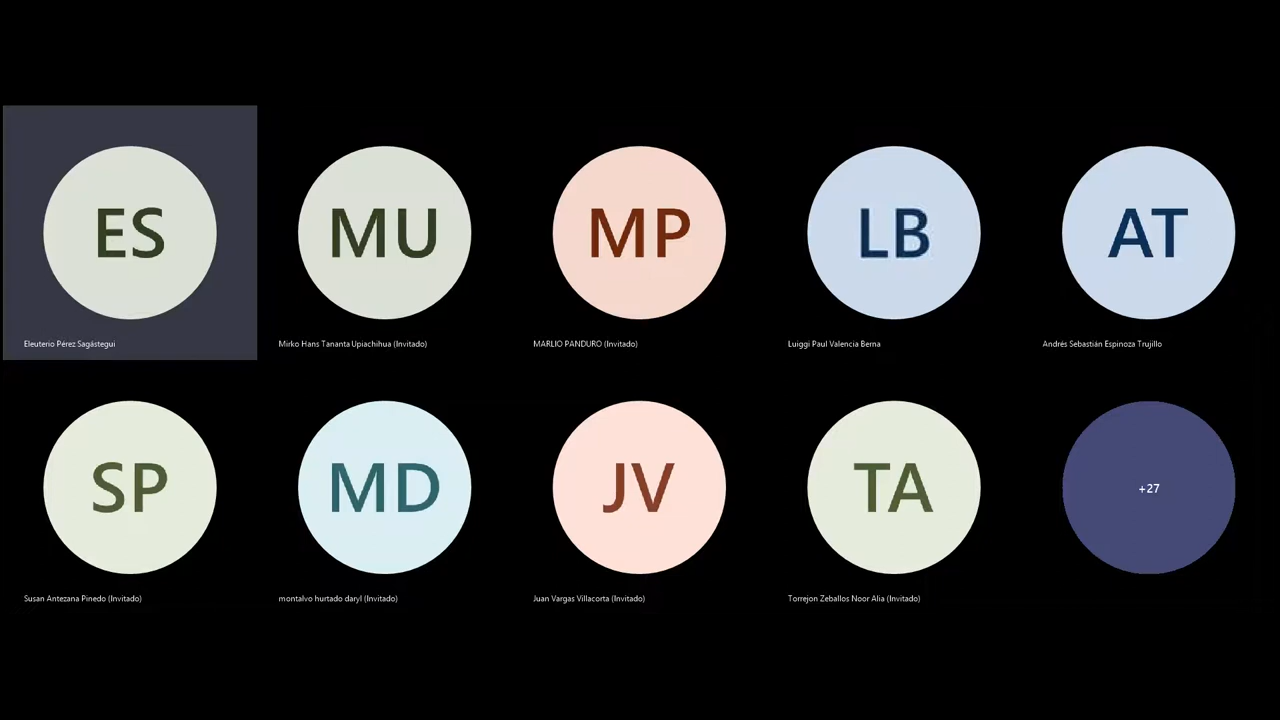 ES
MU
MP
LB
AT
Eleuterio Pérez Sagástegui
Mirko Hans Tananta Upiachihua (Invitado)
MARLIO PANDURO (Invitado)
Luiggi Paul Valencia Berna
Andrés Sebastián Espinoza Trujillo
SP
MD
JV
TA
+27
Susan Antezana Pinedo (Invitado)
montalvo hurtado daryl (Invitado)
Juan Vargas Villacorta (Invitado)
Torrejon Zeballos Noor Alia (Invitado)